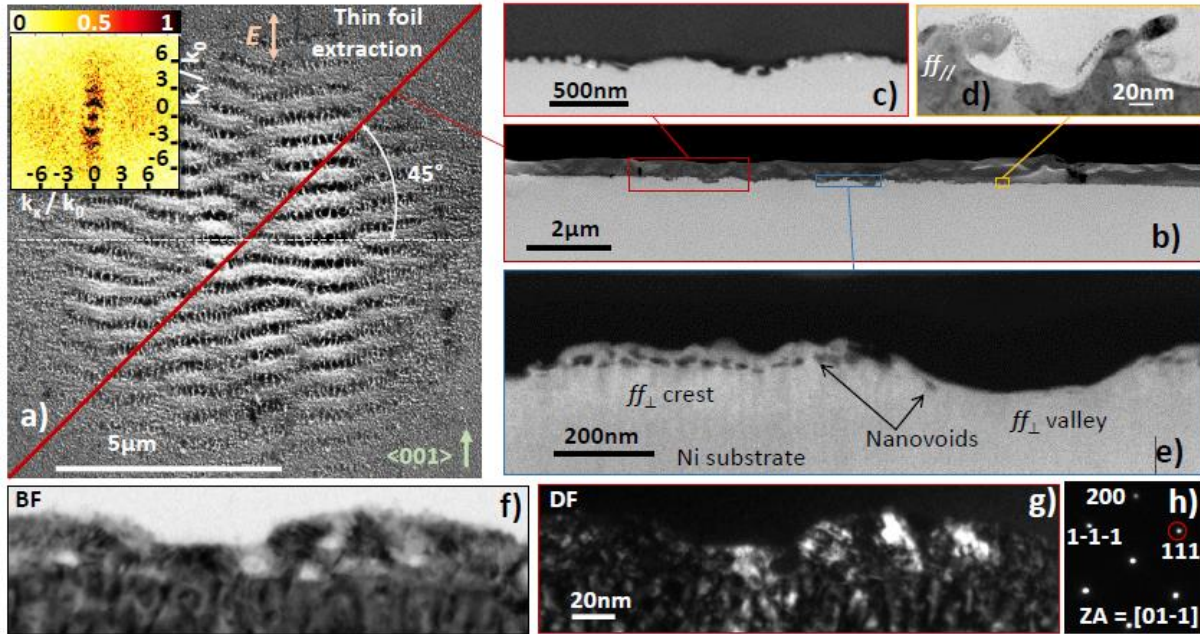 0 0.5 1
k_y / k_0
6
3
0
-3
-6
-6 -3 0 3 6
k_x / k_0
E
Thin foil
extraction
45°
a)
5µm
<001>
500nm
c)
ff//
d)
20nm
2µm
b)
ff⊥ crest
Nanovoids
ff⊥ valley
200nm
Ni substrate
e)
BF
f)
DF
g)
20nm
200
h)
1-1-1
111
ZA = [01-1]